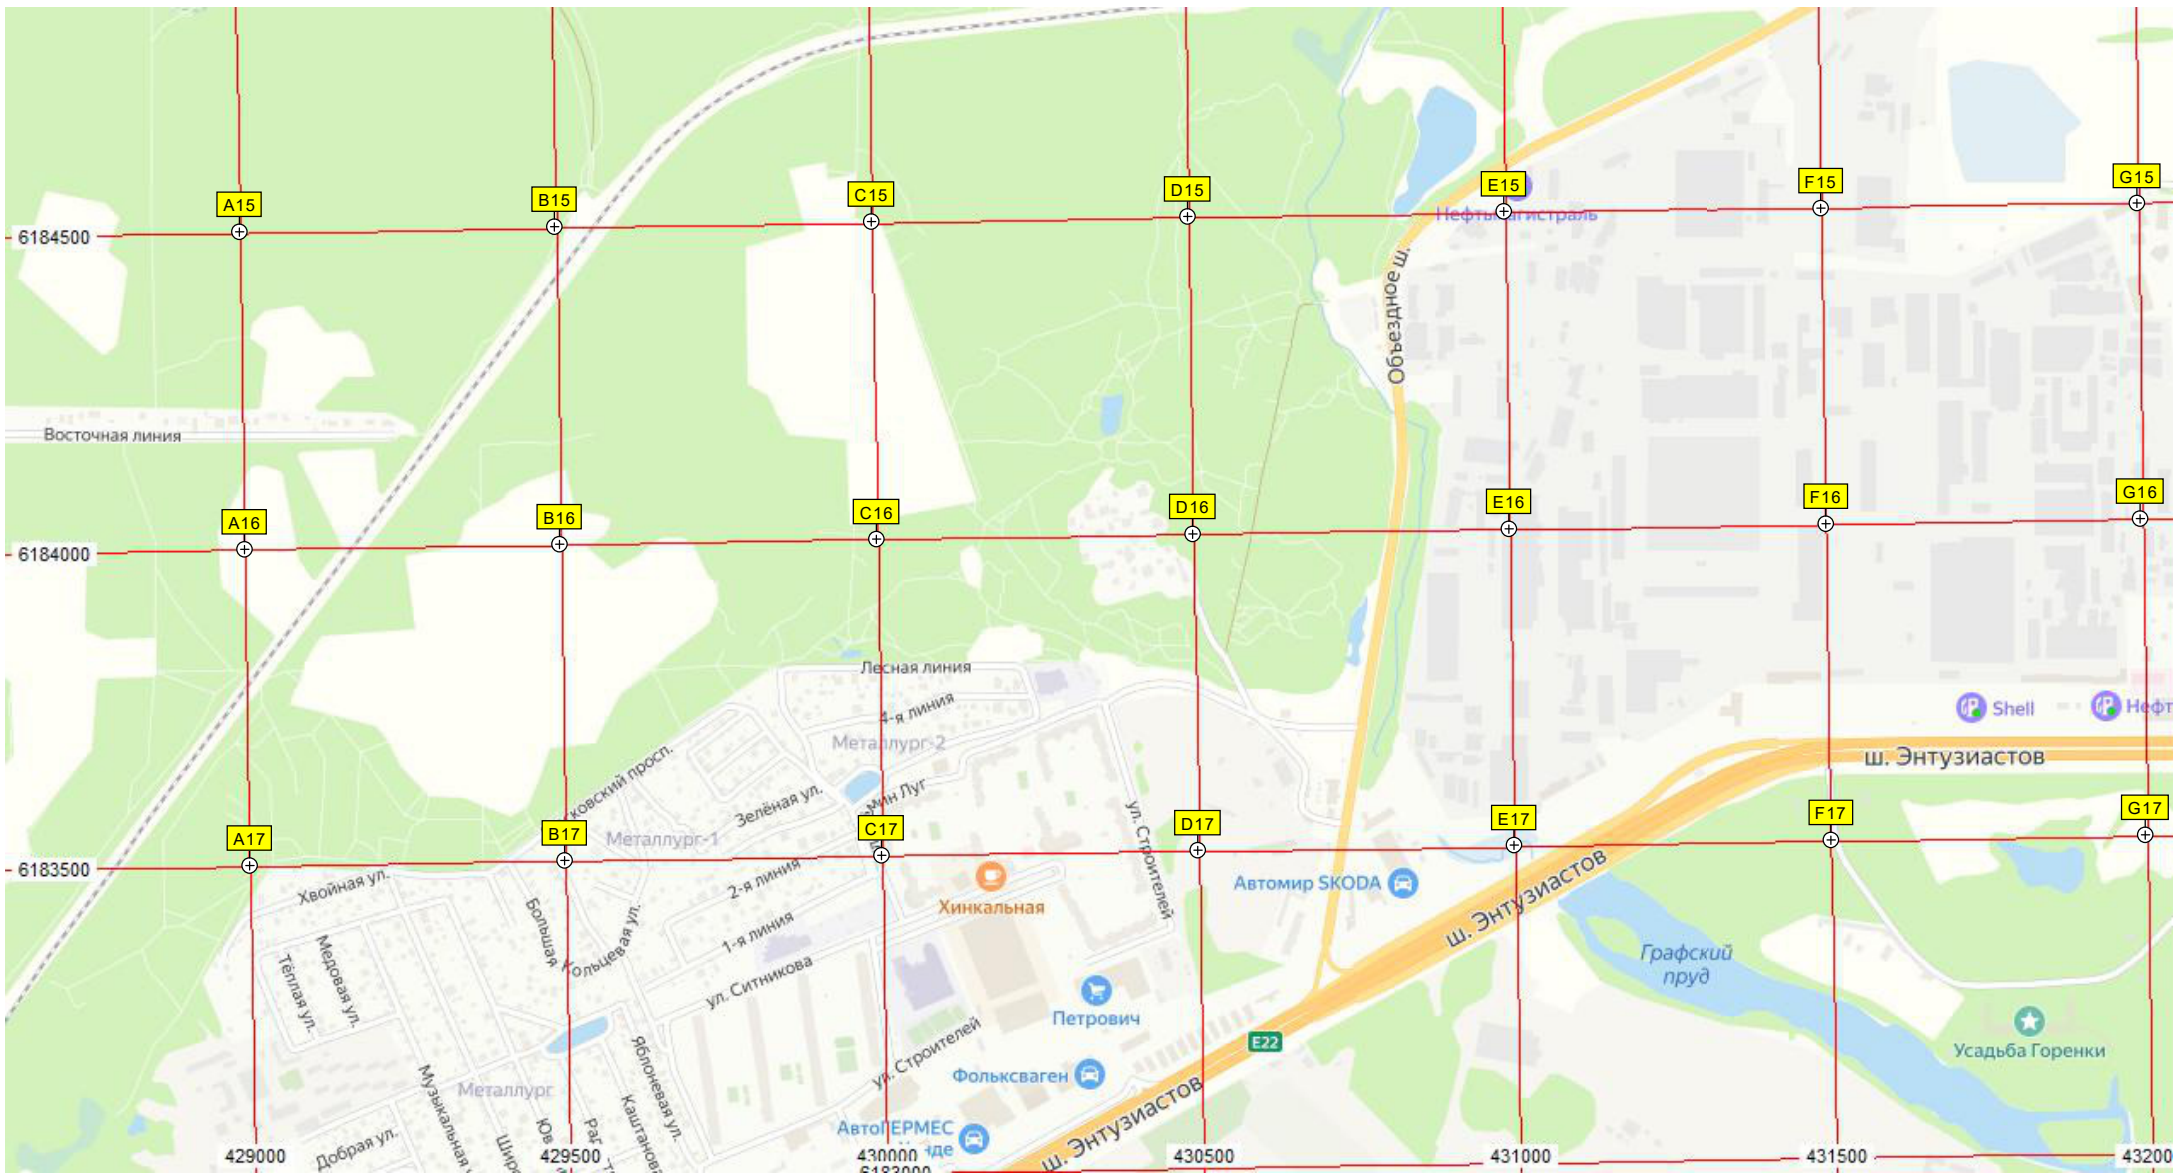 A15
B15
C15
D15
E15
F15
G15
Нефтьмагистраль
6184500
Объездное ш.
Восточная линия
A16
B16
C16
D16
E16
F16
G16
6184000
Лесная линия
4-я линия
Металлург-2
Shell
ш. Энтузиастов
Зелёная ул.
Луг
A17
B17
C17
D17
E17
F17
G17
Металлург-1
ул. Строителей
6183500
Хвойная ул.
2-я линия
1-я линия
Хинкальная
Автомир SKODA
ш. Энтузиастов
Большая
Кольцевая ул.
Медовая ул.
Тёплая ул.
ул. Ситникова
Графский
пруд
Петрович
E22
Усадьба Горенки
ул. Строителей
Фольксваген
Яблоневая ул.
Металлург
Музыкальная
ш. Энтузиастов
АвтоГЕРМЕС
Добрая ул.
429000
429500
430000
430500
431000
431500
6183000